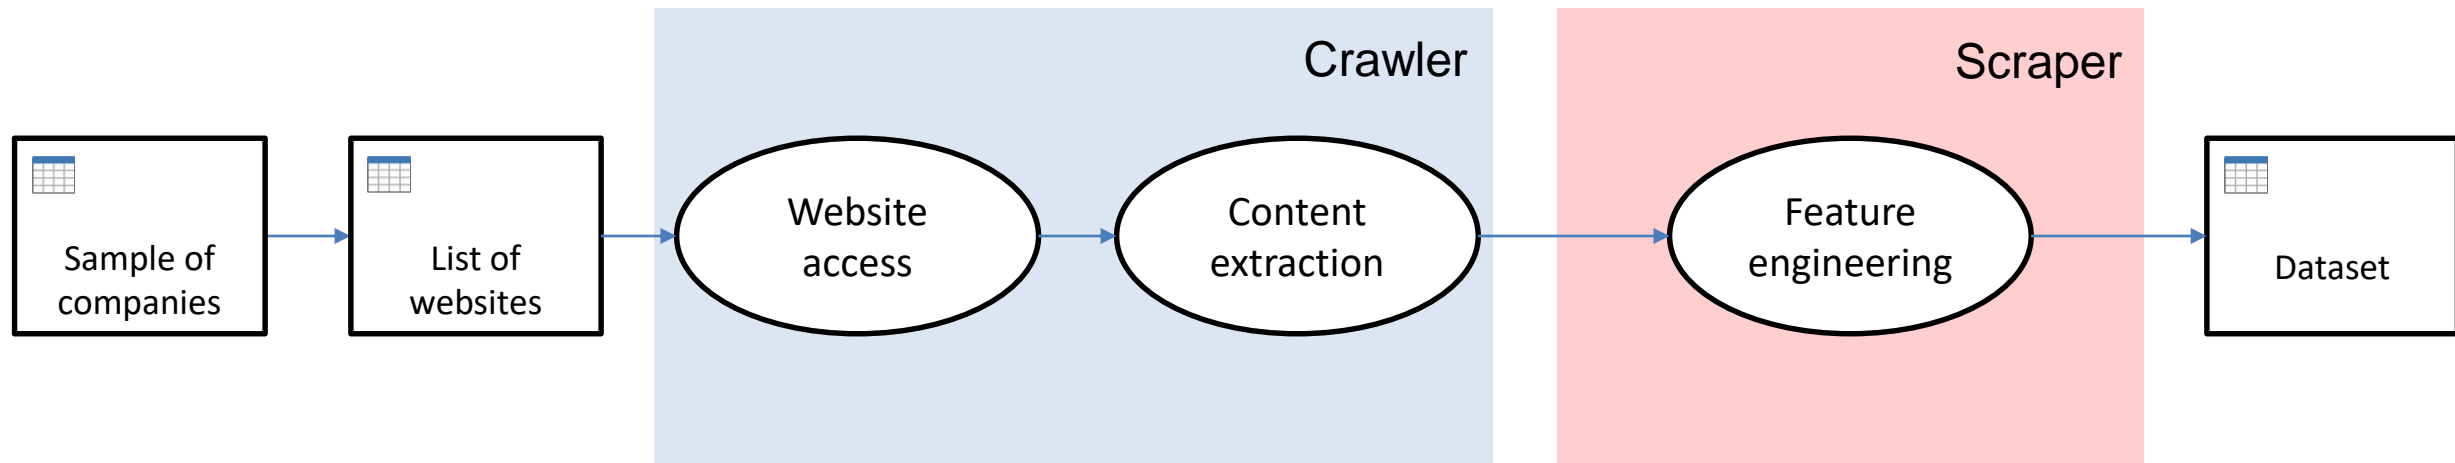 Crawler
Scraper
Sample of
companies
List of
websites
Website
access
Content
extraction
Feature
engineering
Dataset